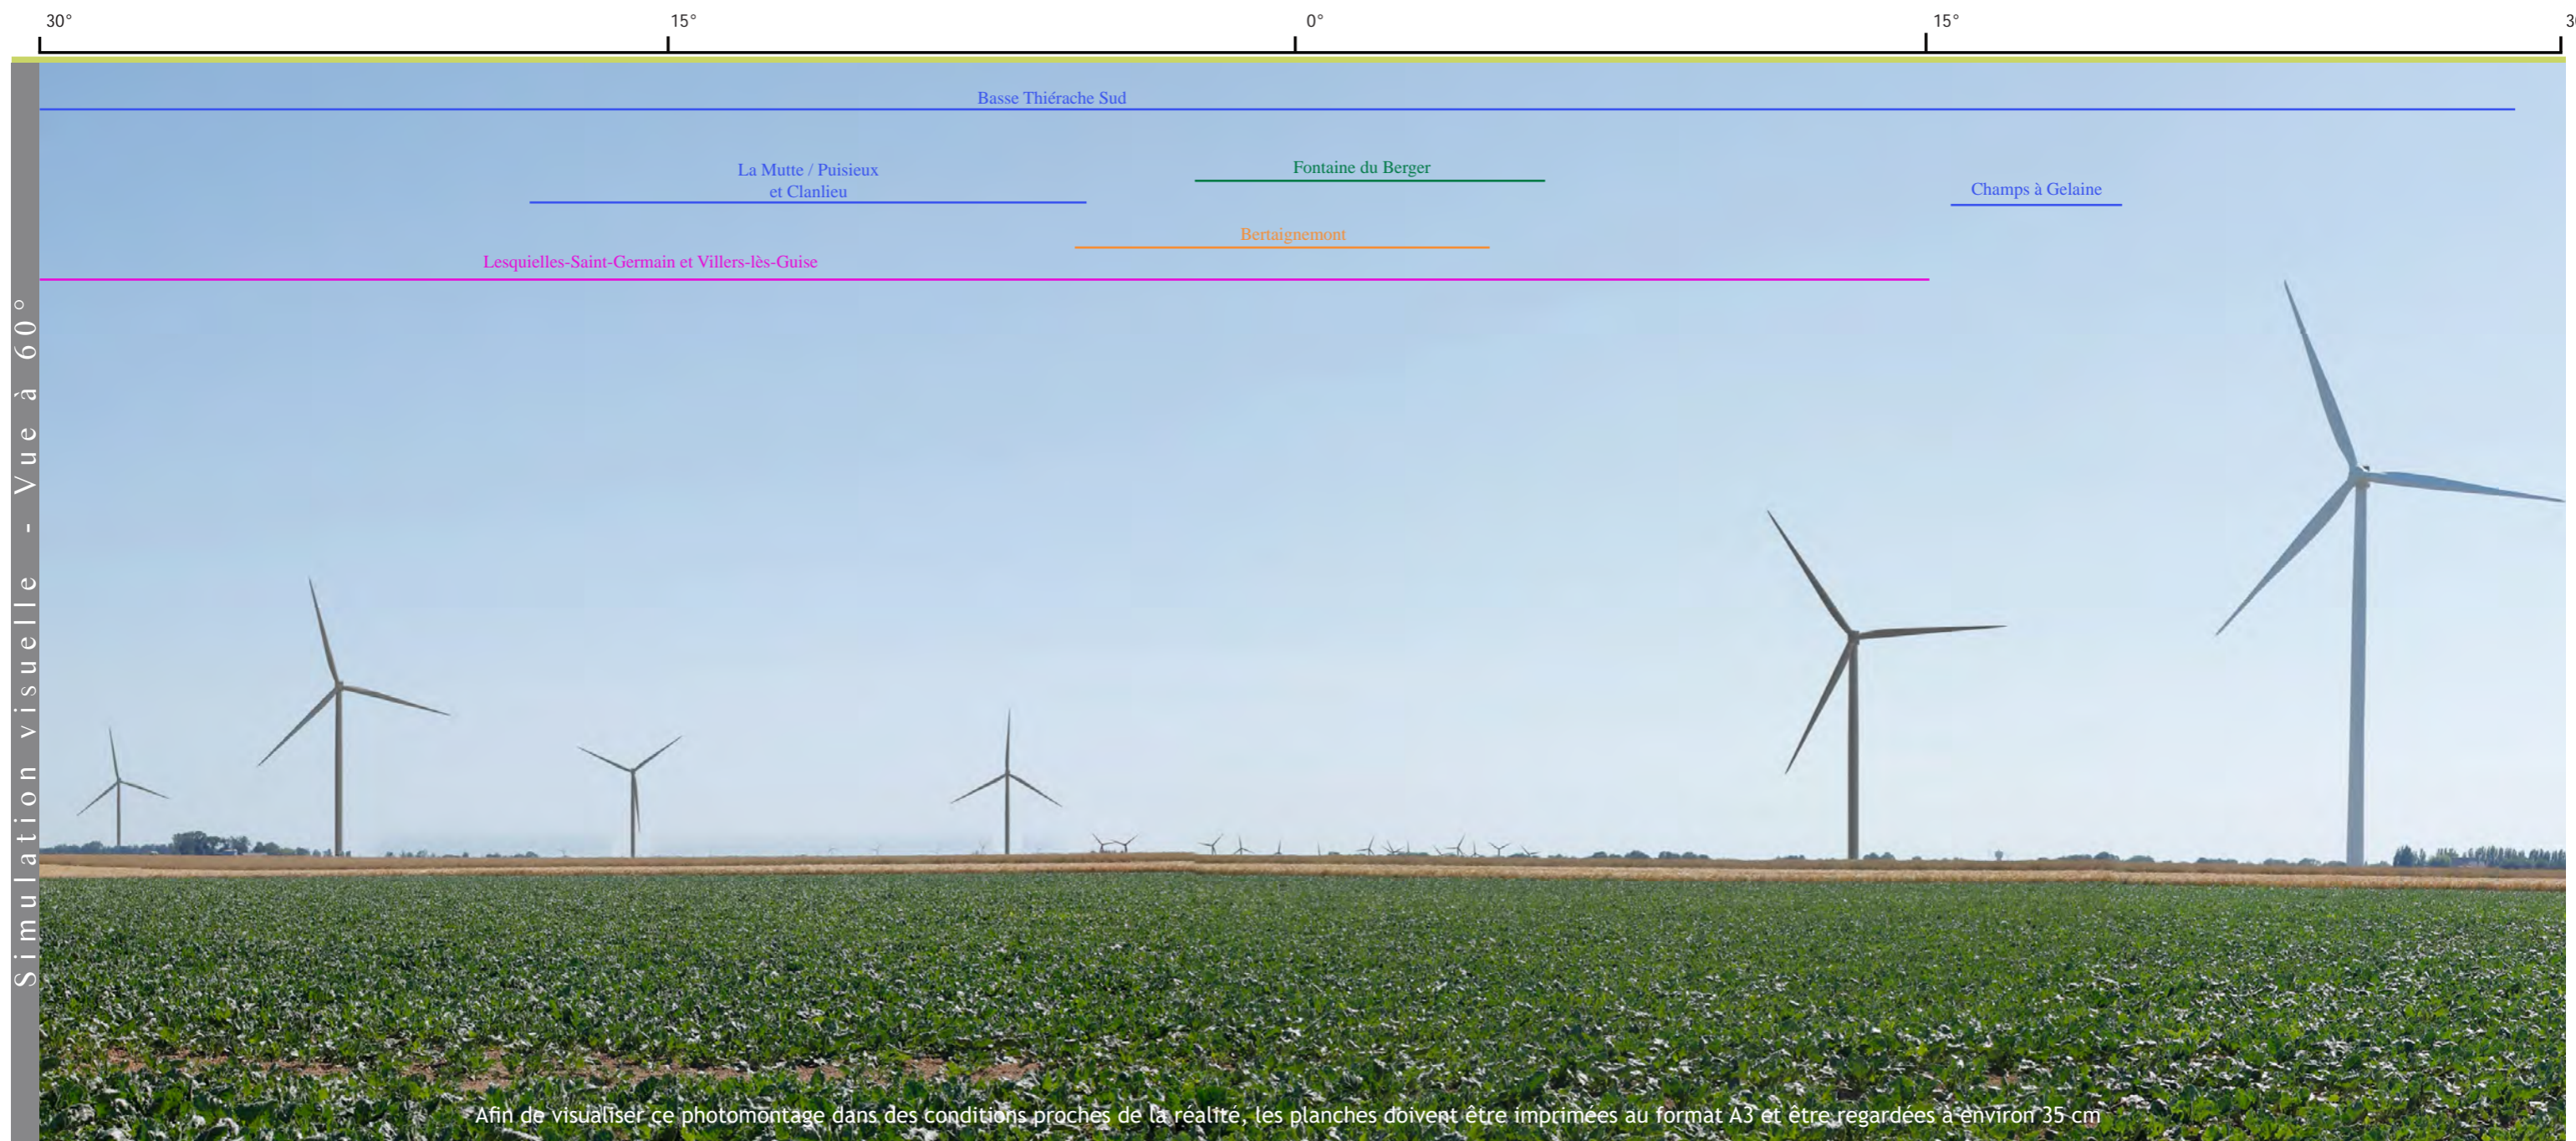 30°
15°
0°
15°
Basse Thiérache Sud
La Mutte / Puisieux
et Clanlieu
Fontaine du Berger
Champs à Gelaine
Bertaignemont
Lesquielles-Saint-Germain et Villers-lès-Guise
Simulation visuelle - Vue à 60°
Afin de visualiser ce photomontage dans des conditions proches de la réalité, les planches doivent être imprimées au format A3 et être regardées à environ 35 cm